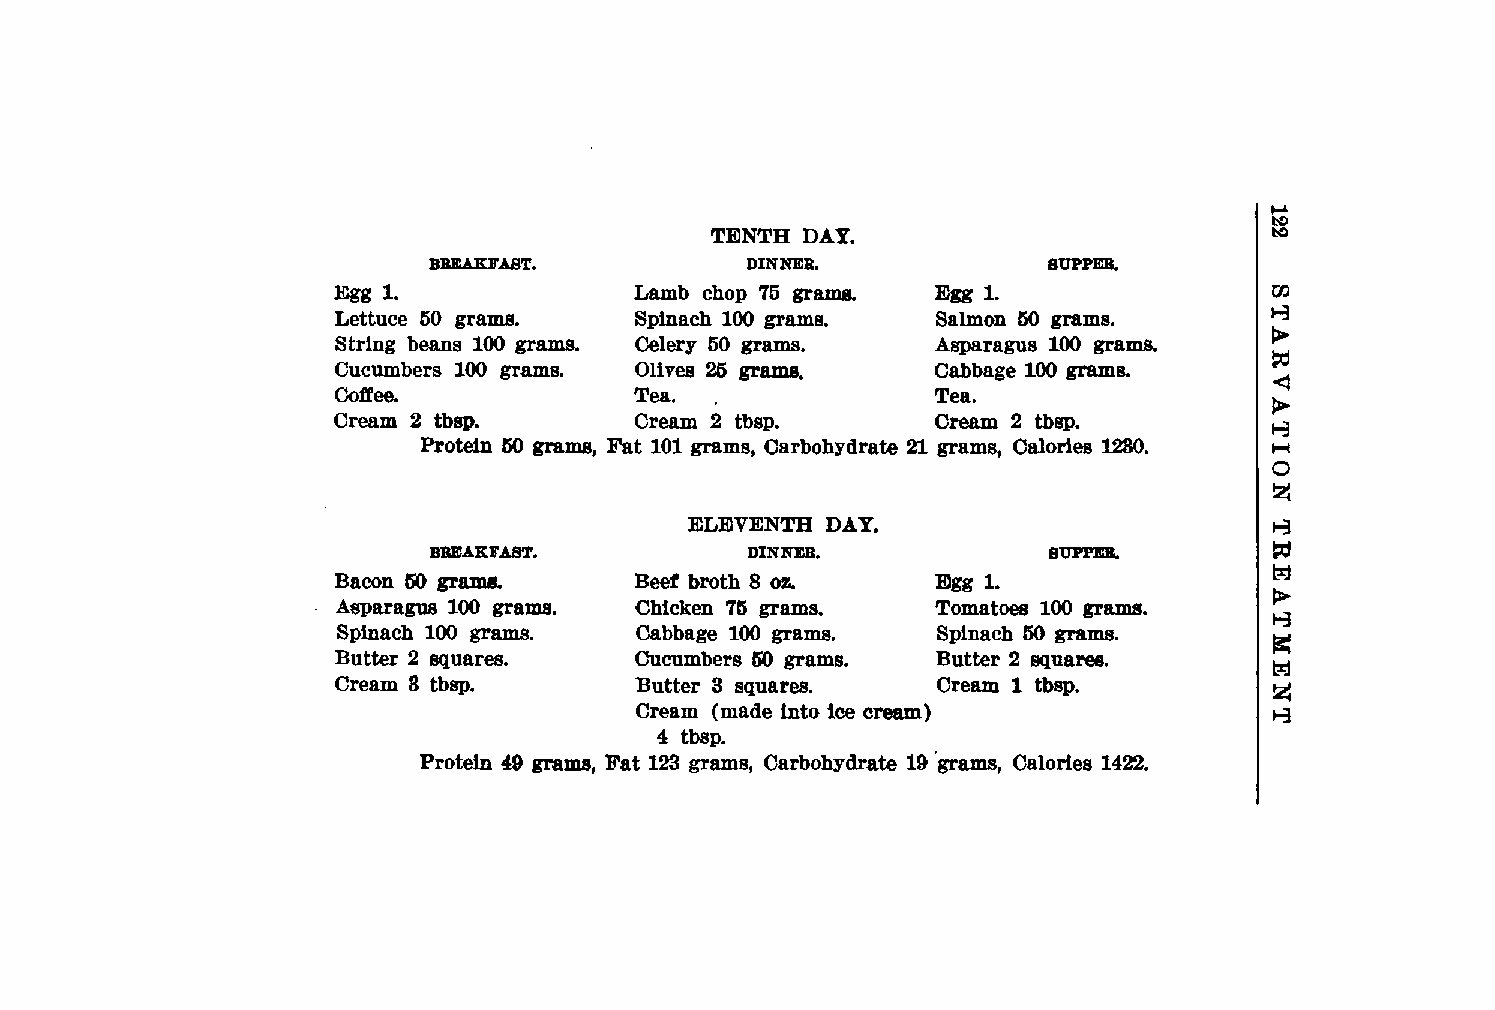 122 STARVATION TREATMENT
TENTH DAY.
BREAKFAST. DINNER. SUPPER.
Egg 1. Lamb chop 75 grams. Egg 1.
Lettuce 50 grams. Spinach 100 grams. Salmon 50 grams.
String beans 100 grams. Celery 50 grams. Asparagus 100 grams.
Cucumbers 100 grams. Olives 25 grams. Cabbage 100 grams.
Coffee. Tea. Tea.
Cream 2 tbsp. Cream 2 tbsp. Cream 2 tbsp.
Protein 50 grams, Fat 101 grams, Carbohydrate 21 grams, Calories 1280.
ELEVENTH DAY.
BREAKFAST. DINNER. SUPPER.
Bacon 50 grams. Beef broth 8 oz. Egg 1.
Asparagus 100 grams. Chicken 75 grams. Tomatoes 100 grams.
Spinach 100 grams. Cabbage 100 grams. Spinach 50 grams.
Butter 2 squares. Cucumbers 50 grams. Butter 2 squares.
Cream 3 tbsp. Butter 3 squares. Cream 1 tbsp.
Cream (made into ice cream)
4 tbsp.
Protein 49 grams, Fat 123 grams, Carbohydrate 19 grams, Calories 1422.